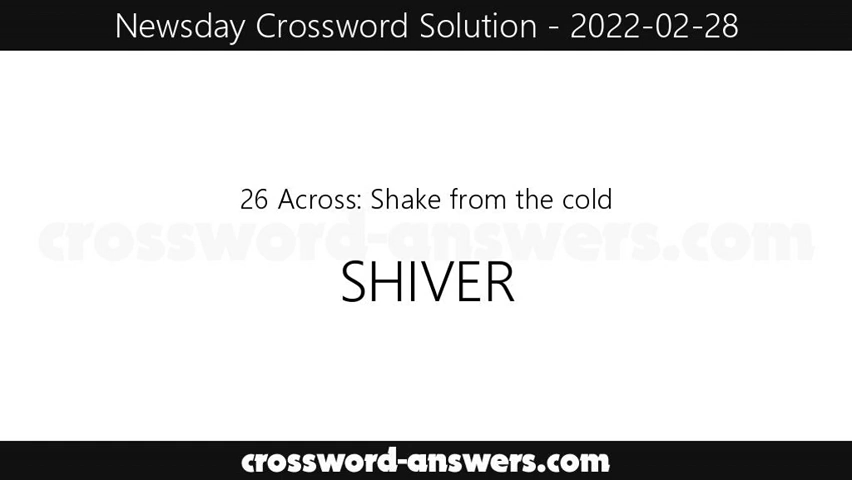 Newsday Crossword Solution - 2022-02-28
26 Across: Shake from the cold
crossword-answers.com
SHIVER
crossword-answers.com